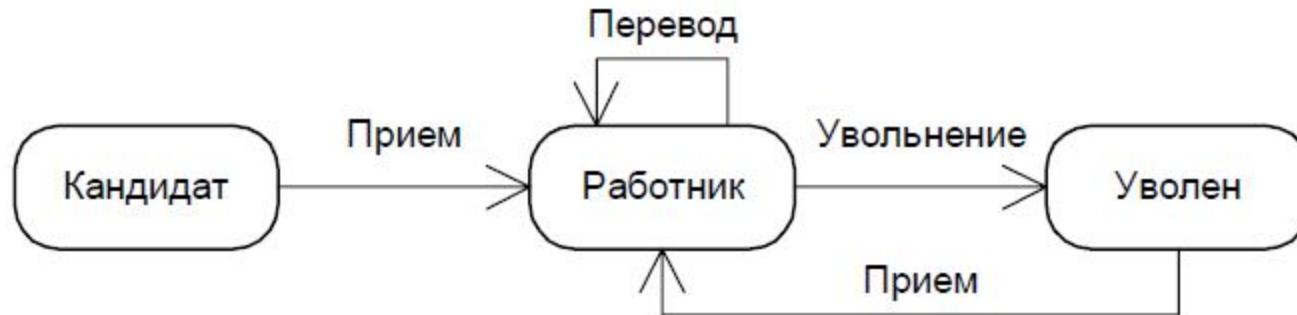 Перевод
Прием
Увольнение
Кандидат
Работник
Уволен
Прием